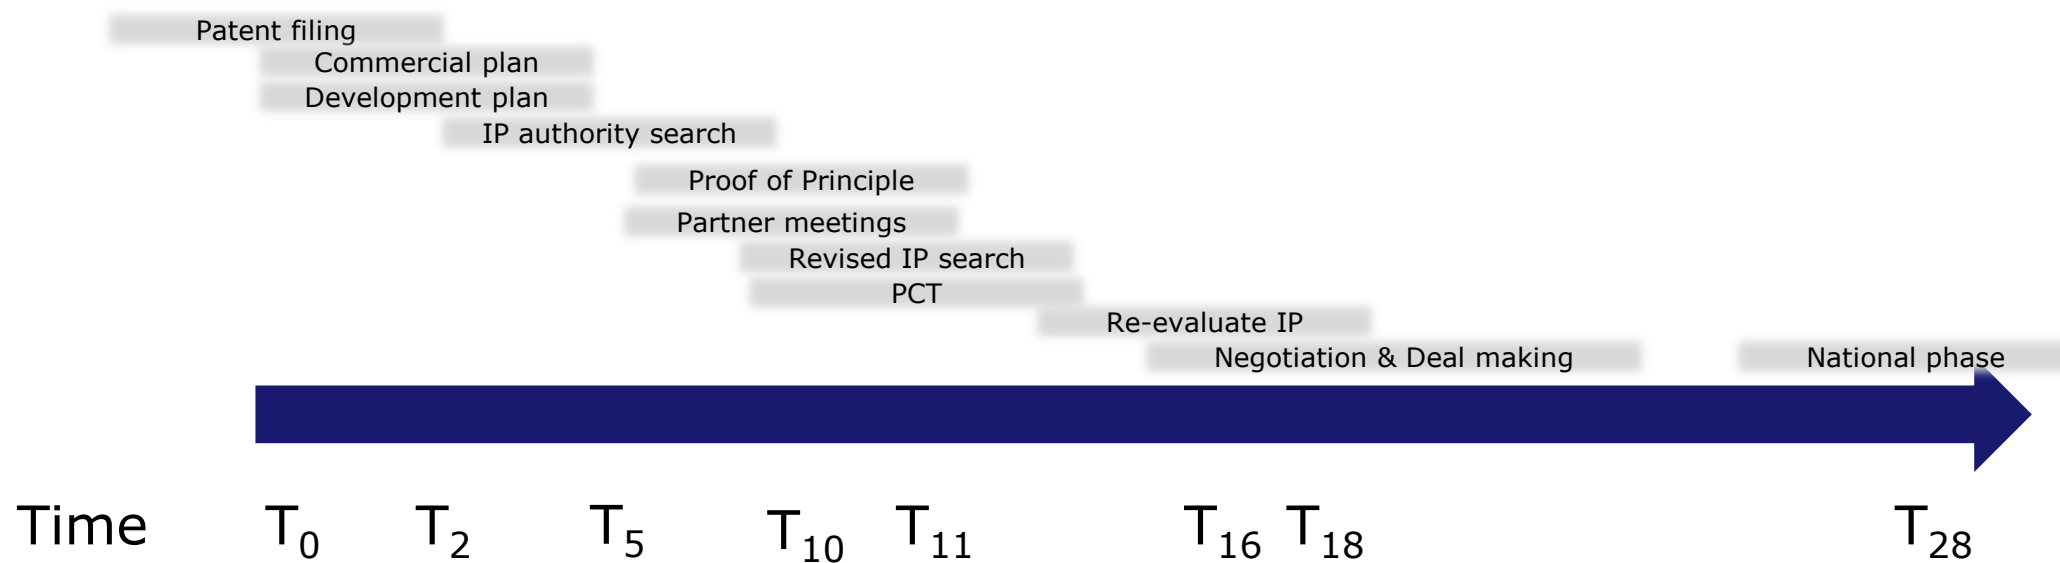 Patent filing
Commercial plan
Development plan
IP authority search
Proof of Principle
Partner meetings
Revised IP search
PCT
Re-evaluate IP
Negotiation & Deal making National phase
Time T0 T2 T5 T10 T11 T16 T18 T28